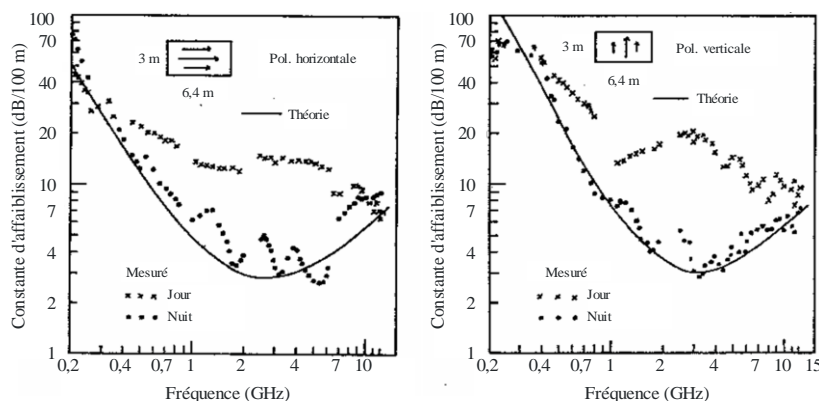 Constante d'affaiblissement (dB/100 m)
100
70
40
20
10
7
4
2
1
3 m
6,4 m
Pol. horizontale
Théorie
Mesuré
Jour
Nuit
0,2 0,4 0,7 1 2 4 7 10
Fréquence (GHz)
Constante d'affaiblissement (dB/100 m)
100
70
40
20
10
7
4
3
2
1
3 m
6,4 m
Pol. verticale
Théorie
Mesuré
Jour
Nuit
0,2 0,4 0,7 1 2 4 7 10 15
Fréquence (GHz)